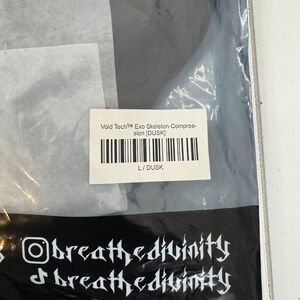 Void Tech™ Exo Skeleton Compres-
sion [DUSK]
L / DUSK
breathedivinity
breathedivinity